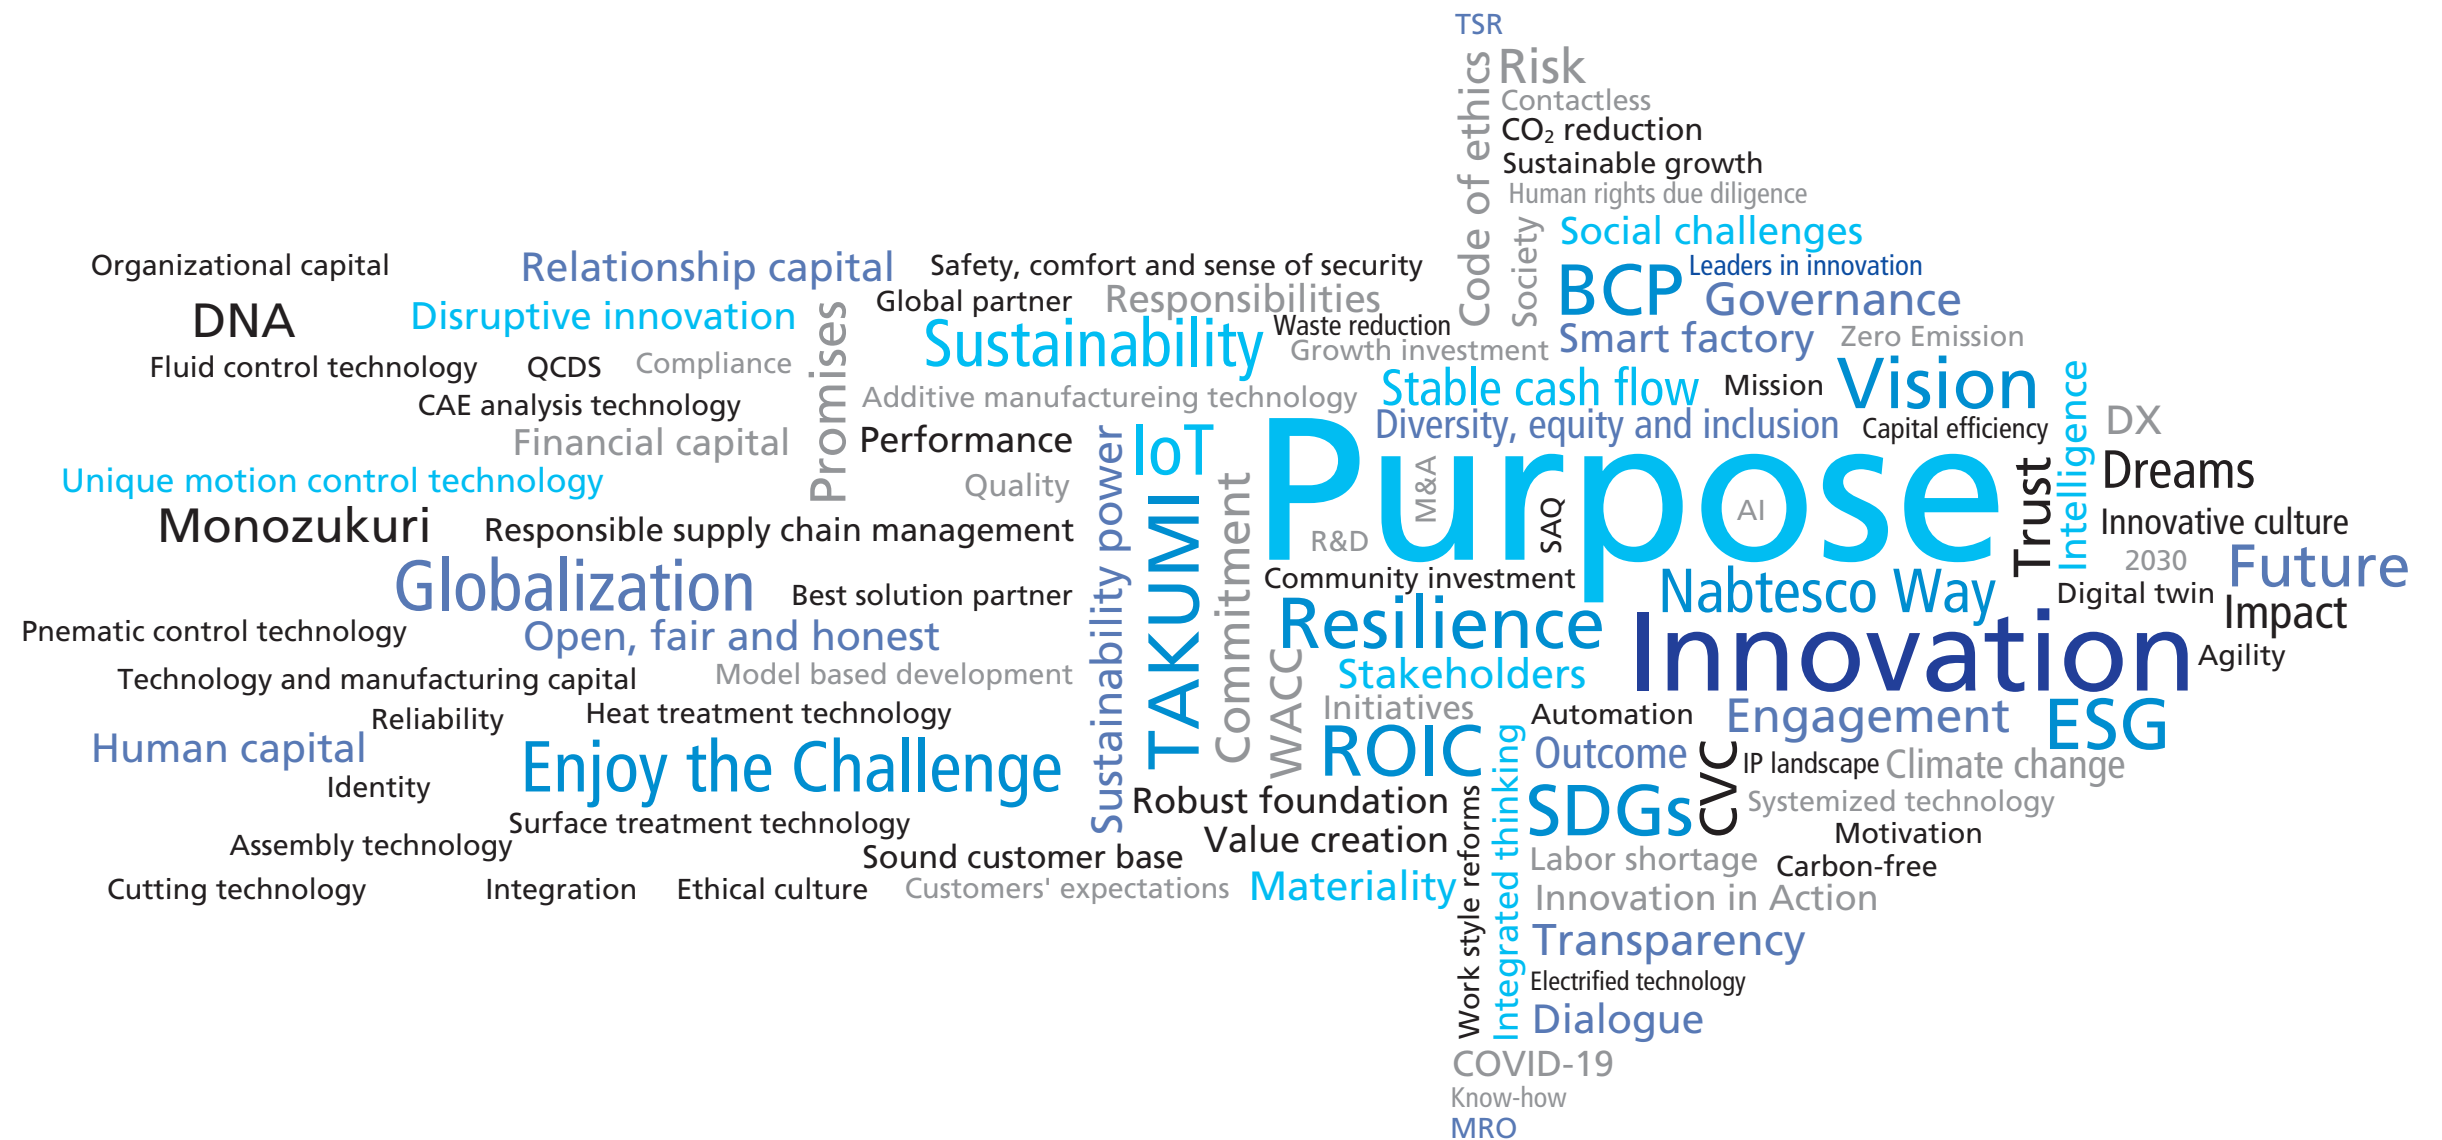 TSR
Code of ethics
Risk
Contactless
CO₂ reduction
Sustainable growth
Human rights due diligence
Society
Social challenges
Organizational capital
Relationship capital
Safety, comfort and sense of security
BCP
Leaders in innovation
DNA
Disruptive innovation
Promises
Global partner
Responsibilities
Governance
Sustainability
Waste reduction
Growth investment
Smart factory
Zero Emission
Fluid control technology
QCDS
Compliance
Additive manufactureing technology
Stable cash flow
Mission
Vision
Intelligence
CAE analysis technology
Diversity, equity and inclusion
Capital efficiency
DX
Financial capital
Performance
Sustainability power
IoT
Purpose
Trust
Dreams
Unique motion control technology
Quality
TAKUMI
Commitment
M&A
R&D
SAQ
AI
Monozukuri
Responsible supply chain management
Innovative culture
2030
Future
Globalization
Best solution partner
Community investment
Nabtesco Way
Digital twin
Impact
Pnematic control technology
Open, fair and honest
Resilience
Innovation
Agility
Technology and manufacturing capital
Model based development
WACC
Stakeholders
Reliability
Heat treatment technology
Initiatives
Automation
Engagement
ESG
Human capital
Enjoy the Challenge
ROIC
Integrated thinking
Outcome
CVC
IP landscape
Climate change
Identity
Robust foundation
Work style reforms
SDGs
Systemized technology
Surface treatment technology
Value creation
Motivation
Assembly technology
Sound customer base
Labor shortage
Carbon-free
Cutting technology
Integration
Ethical culture
Customers' expectations
Materiality
Innovation in Action
Transparency
Electrified technology
Dialogue
COVID-19
Know-how
MRO